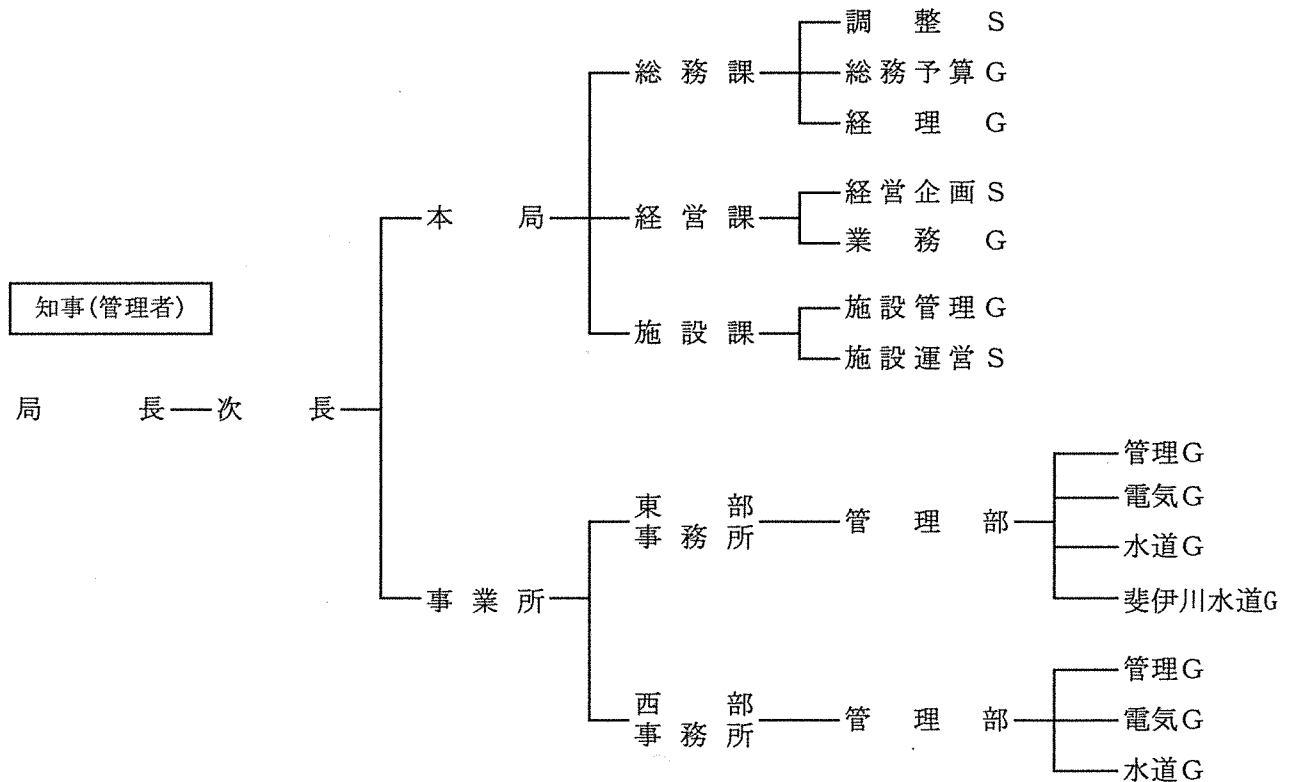 調整S
総務課
総務予算G
経理G
経営企画S
本局
経営課
業務G
知事(管理者)
施設管理G
施設課
施設運営S
局長
次長
管理G
電気G
東部
事務所
管理部
水道G
事業所
斐伊川水道G
管理G
西部
事務所
管理部
電気G
水道G